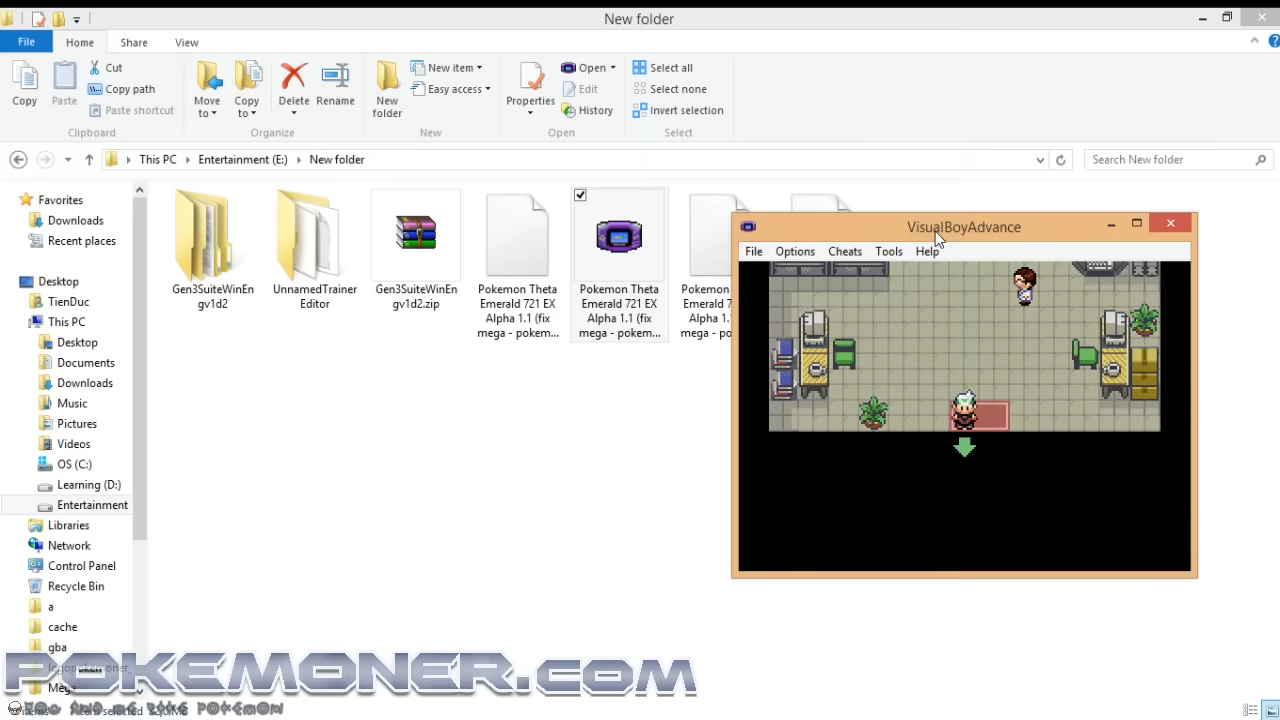 New folder
File Home Share View
Copy
Paste
Cut
Copy path
Paste shortcut
Clipboard
Move to
Copy to
Delete
Rename
Organize
New folder
New item
Easy access
New
Properties
Open
Edit
History
Open
Select all
Select none
Invert selection
Select
This PC Entertainment (E:) New folder
Search New folder
Favorites
Downloads
Recent places
Desktop
TienDuc
This PC
Desktop
Documents
Downloads
Music
Pictures
Videos
OS (C:)
Learning (D:)
Entertainment
Libraries
Network
Control Panel
Recycle Bin
a
cache
gba
Mega
Gen3SuiteWinEn
gv1d2
UnnamedTrainer
Editor
Gen3SuiteWinEn
gv1d2.zip
Pokemon Theta
Emerald 721 EX
Alpha 1.1 (fix
mega - pokem...
Pokemon Theta
Emerald 721 EX
Alpha 1.1 (fix
mega - pokem...
VisualBoyAdvance
File Options Cheats Tools Help
POKEMONER.COM